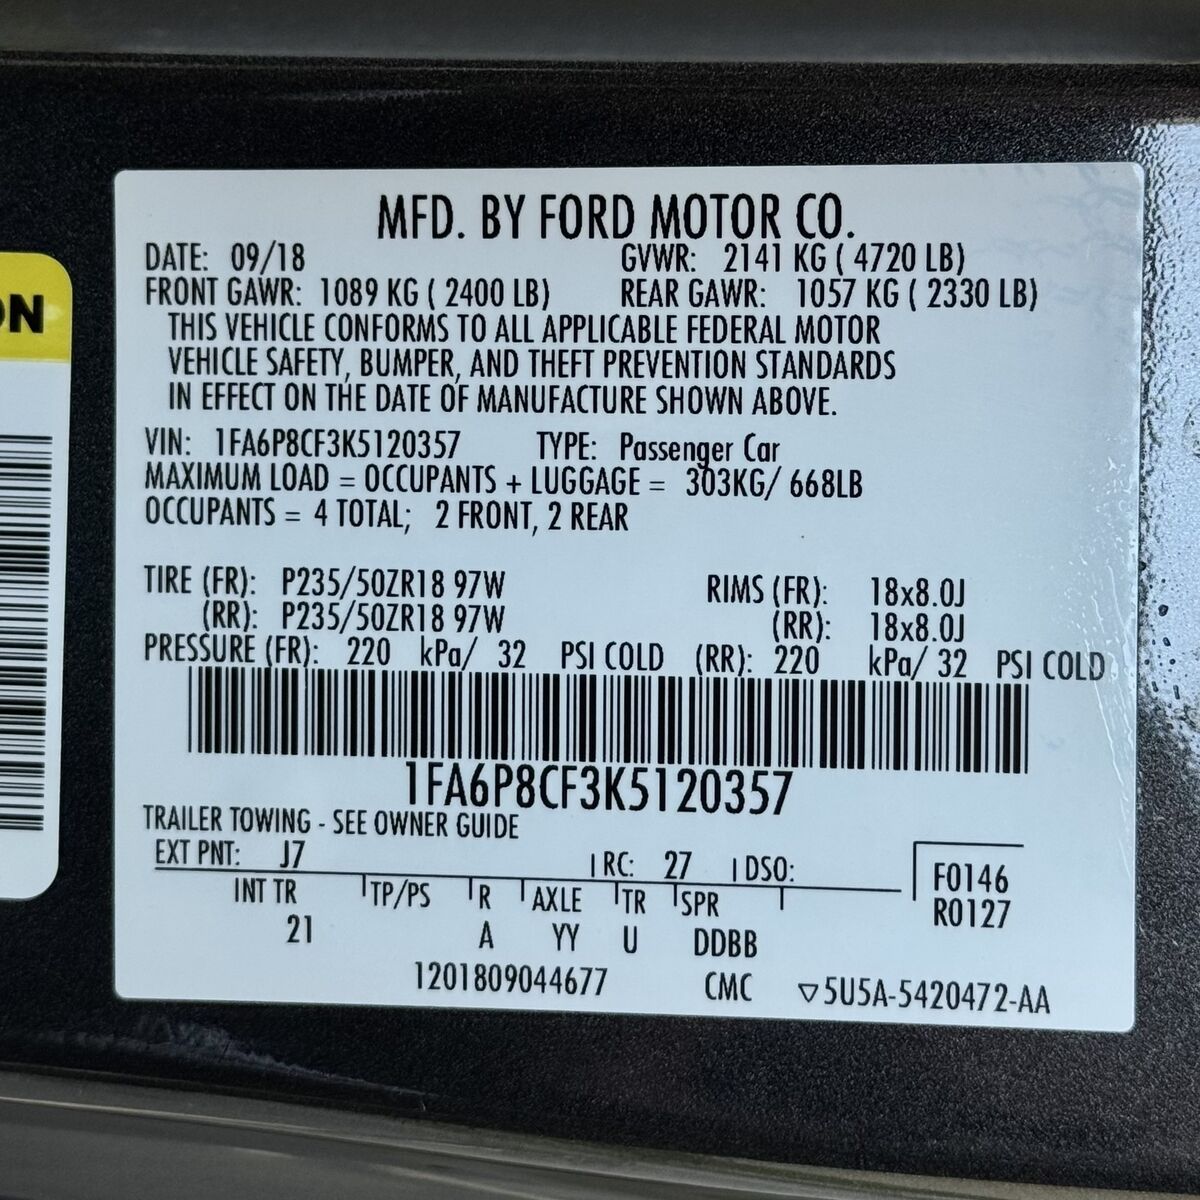 MFD. BY FORD MOTOR CO.
DATE: 09/18 GVWR: 2141 KG ( 4720 LB)
FRONT GAWR: 1089 KG ( 2400 LB) REAR GAWR: 1057 KG ( 2330 LB)
THIS VEHICLE CONFORMS TO ALL APPLICABLE FEDERAL MOTOR
VEHICLE SAFETY, BUMPER, AND THEFT PREVENTION STANDARDS
IN EFFECT ON THE DATE OF MANUFACTURE SHOWN ABOVE.
VIN: 1FA6P8CF3K5120357 TYPE: Passenger Car
MAXIMUM LOAD = OCCUPANTS + LUGGAGE = 303KG/ 668LB
OCCUPANTS = 4 TOTAL; 2 FRONT, 2 REAR
TIRE (FR): P235/50ZR18 97W RIMS (FR): 18x8.0J
(RR): P235/50ZR18 97W (RR): 18x8.0J
PRESSURE (FR): 220 kPa/ 32 PSI COLD (RR): 220 kPa/ 32 PSI COLD
1FA6P8CF3K5120357
TRAILER TOWING - SEE OWNER GUIDE
EXT PNT: J7 RC: 27 DSO: F0146
R0127
INT TR TP/PS R AXLE TR SPR
21 A YY U DDBB
1201809044677 CMC ▽5U5A-5420472-AA